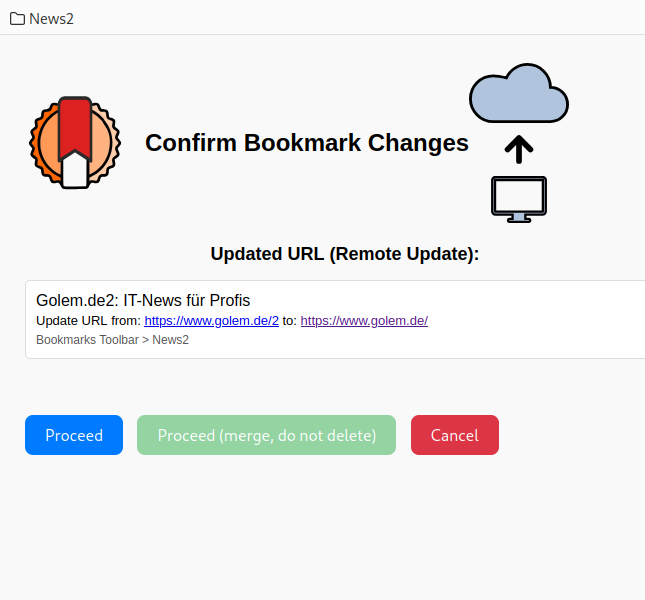 News2
Confirm Bookmark Changes
Updated URL (Remote Update):
Golem.de2: IT-News für Profis
Update URL from: https://www.golem.de/2 to: https://www.golem.de/
Bookmarks Toolbar > News2
Proceed
Proceed (merge, do not delete)
Cancel